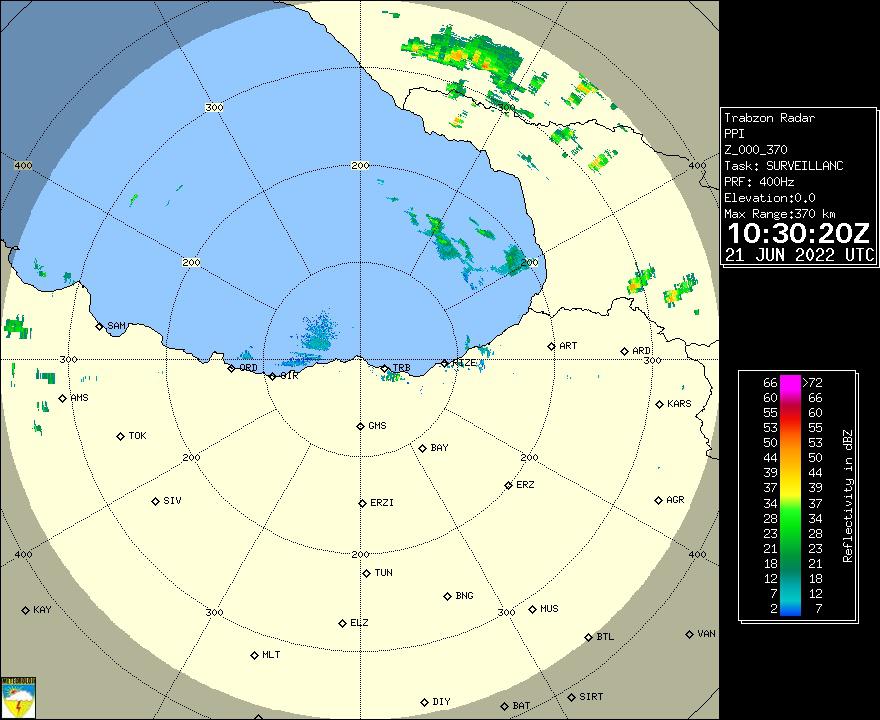 Trabzon Radar
PPI
Z_000_370
Task: SURVEILLANC
PRF: 400Hz
Elevation:0.0
Max Range:370 km
10:30:20Z
21 JUN 2022 UTC
300
300
400
200
400
200
200
SAM
ART
ARD
300
ORD
GIR
TRB
RIZE
300
AMS
KARS
TOK
GMS
BAY
200
200
ERZ
SIV
ERZI
AGR
400
200
400
TUN
KAY
300
BNG
300
MUS
ELZ
BTL
VAN
MLT
DIY
BAT
SIRT
METEOROLOJI
66 >72
60 66
55 60
53 55
50 53
44 50
39 44
37 39
34 37
28 34
23 28
21 23
18 21
12 18
7 12
2 7
Reflectivity in dBZ